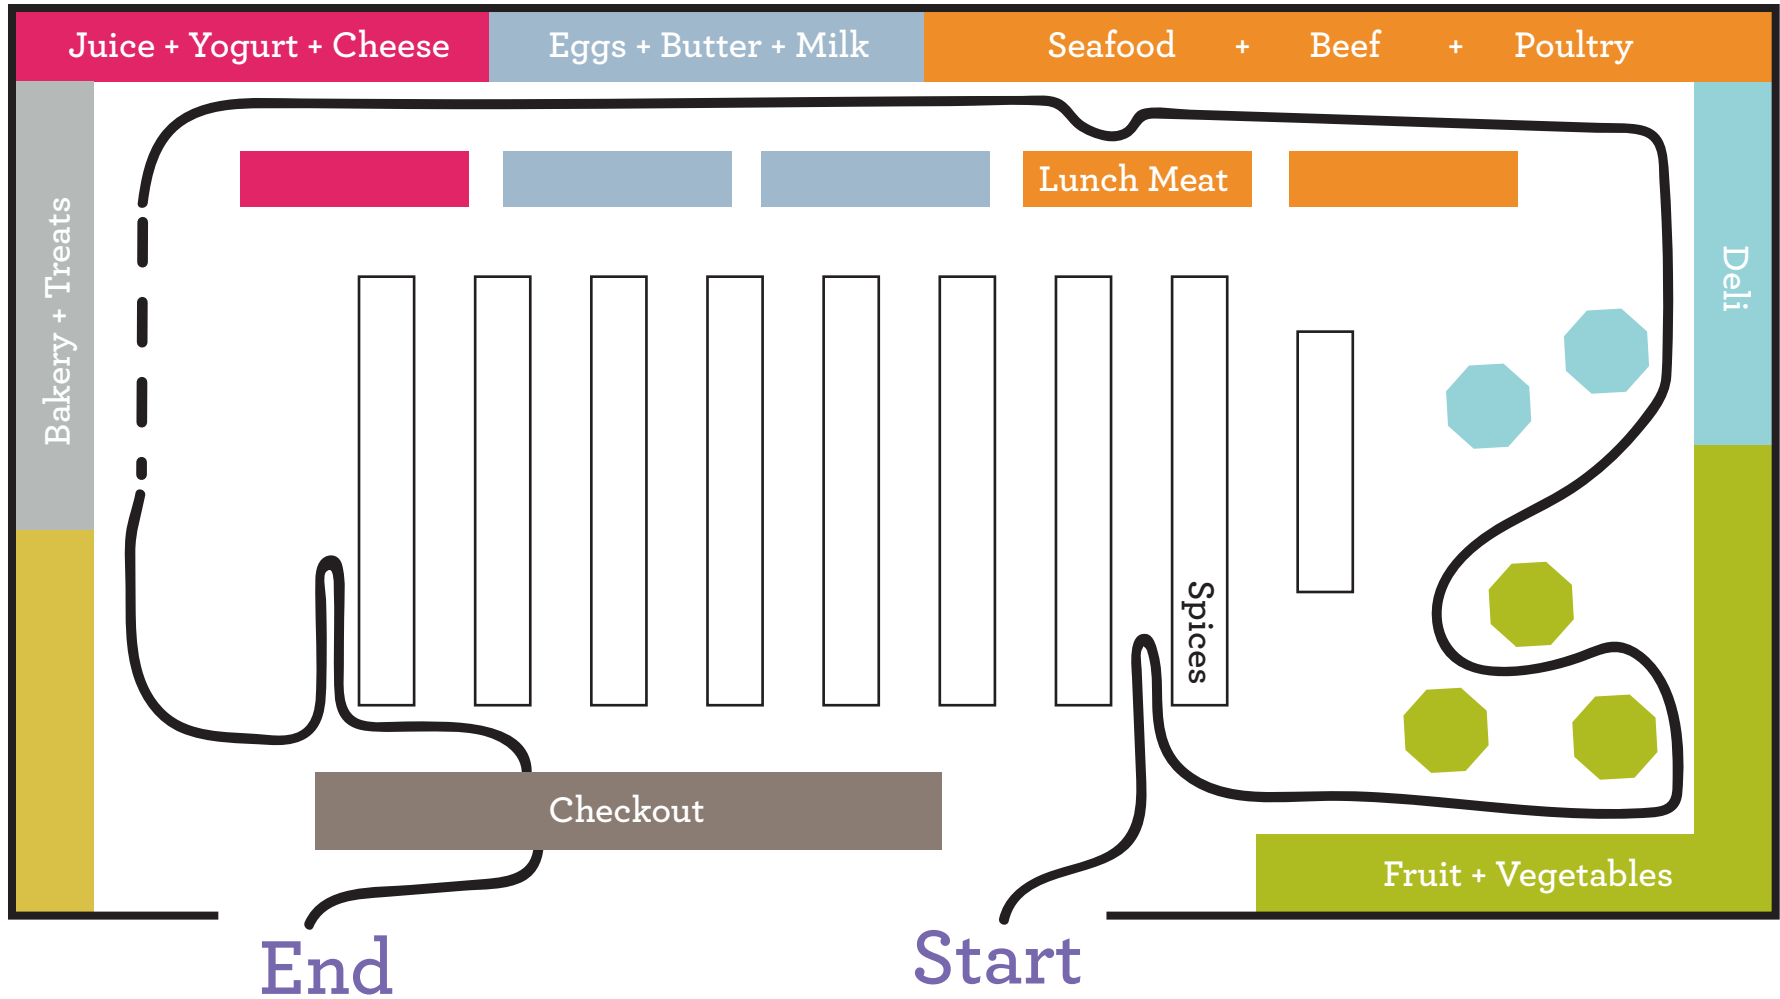 Juice + Yogurt + Cheese
Eggs + Butter + Milk
Seafood + Beef + Poultry
Lunch Meat
Bakery + Treats
Deli
Spices
Checkout
Fruit + Vegetables
End
Start